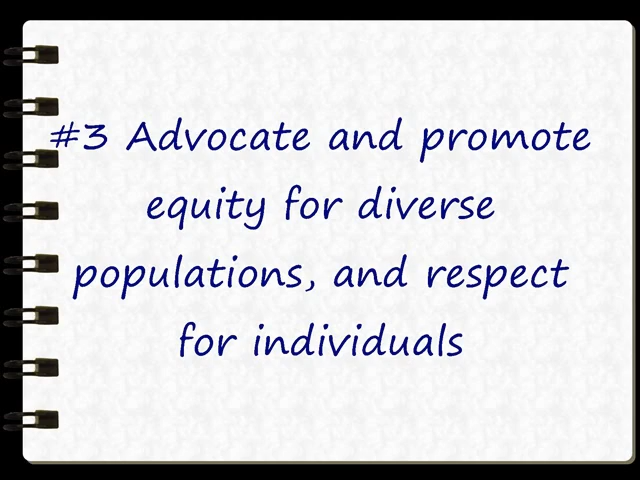 #3 Advocate and promote
equity for diverse
populations, and respect
for individuals